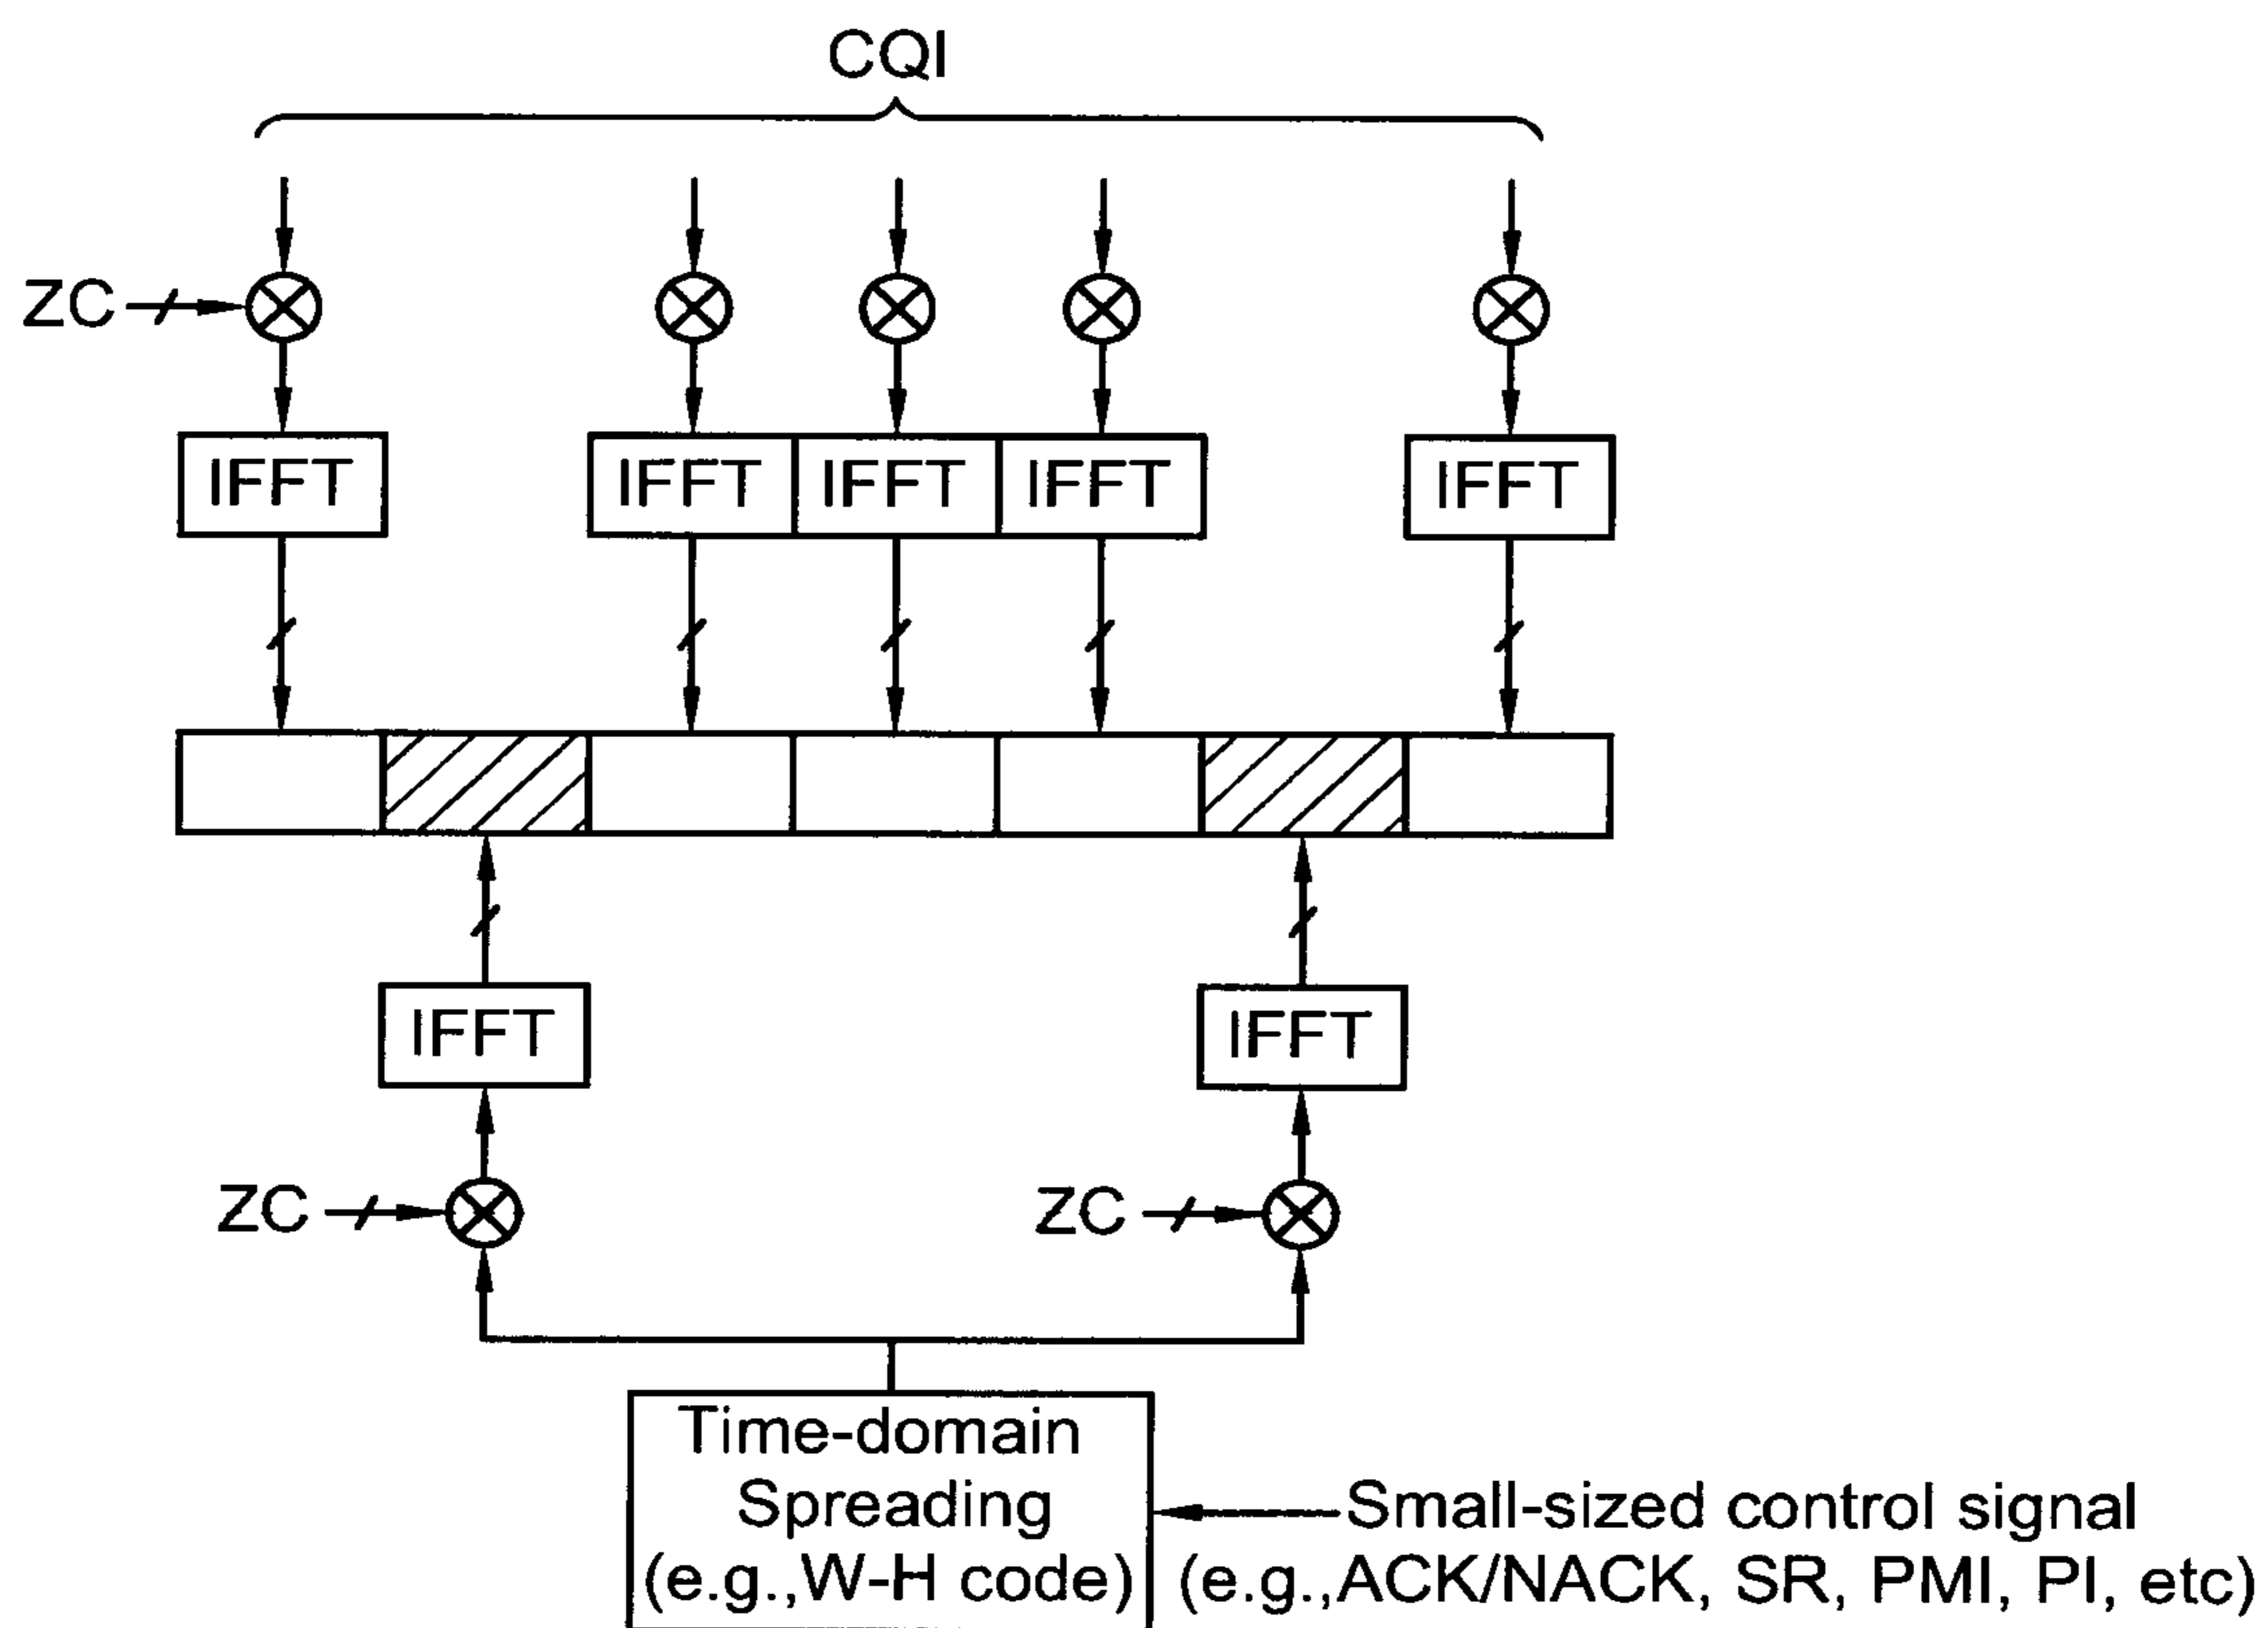 CQI
ZC
IFFT IFFT IFFT IFFT IFFT
IFFT IFFT
ZC ZC
Time-domain
Spreading
(e.g.,W-H code)
Small-sized control signal
(e.g.,ACK/NACK, SR, PMI, PI, etc)